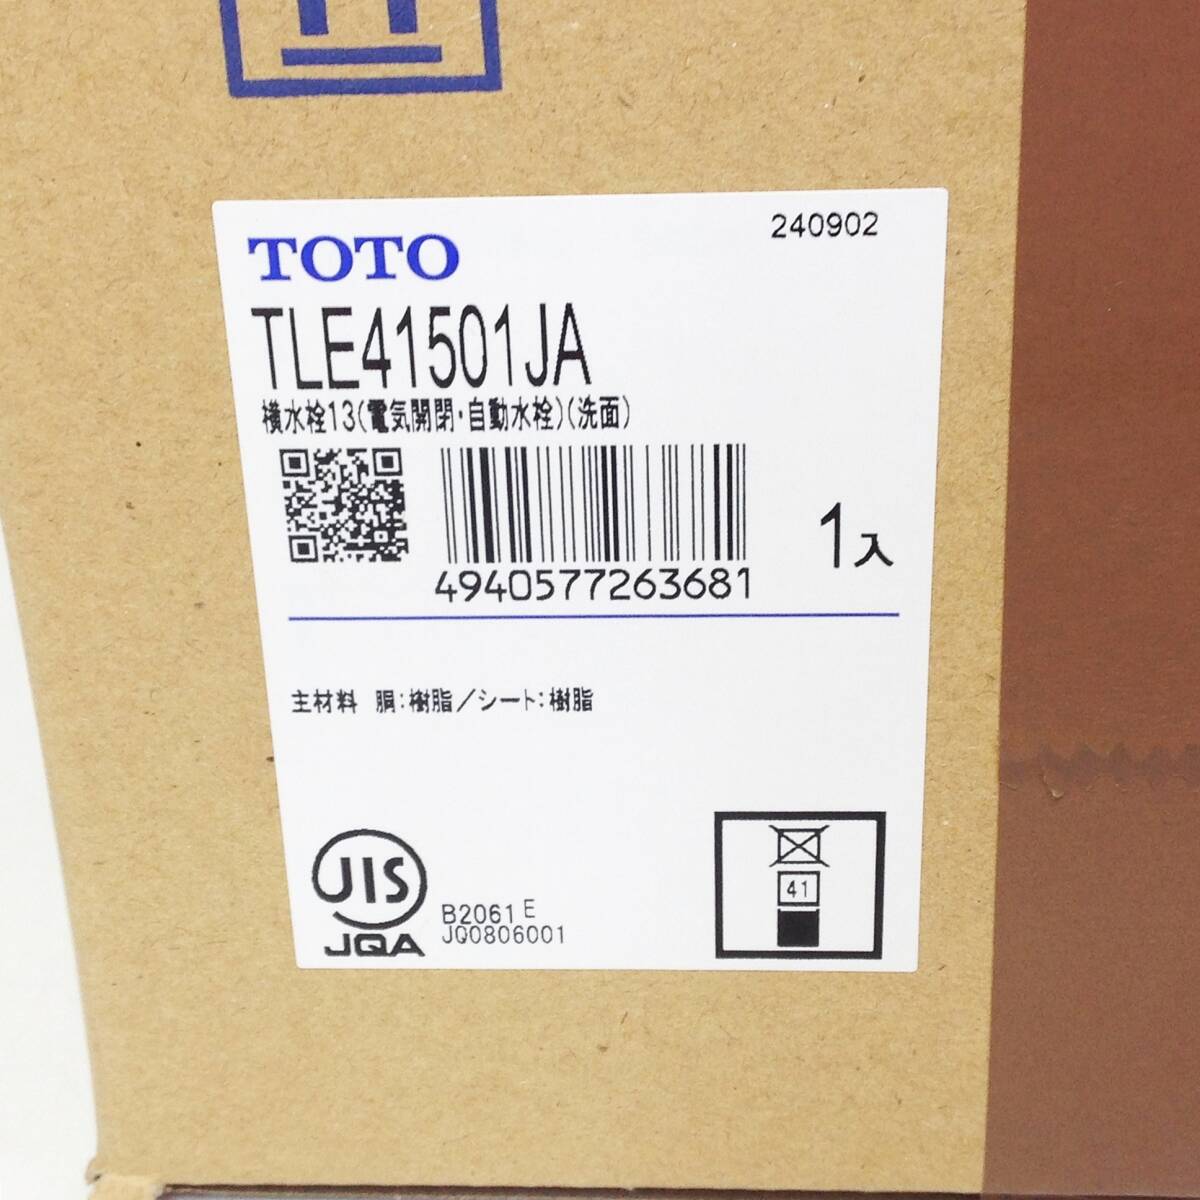 TOTO
240902
TLE41501JA
横水栓13(電気開閉・自動水栓)(洗面)
4940577263681
1入
主材料 胴:樹脂/シート:樹脂
JIS
JQA
B2061 E
JQ0806001
41